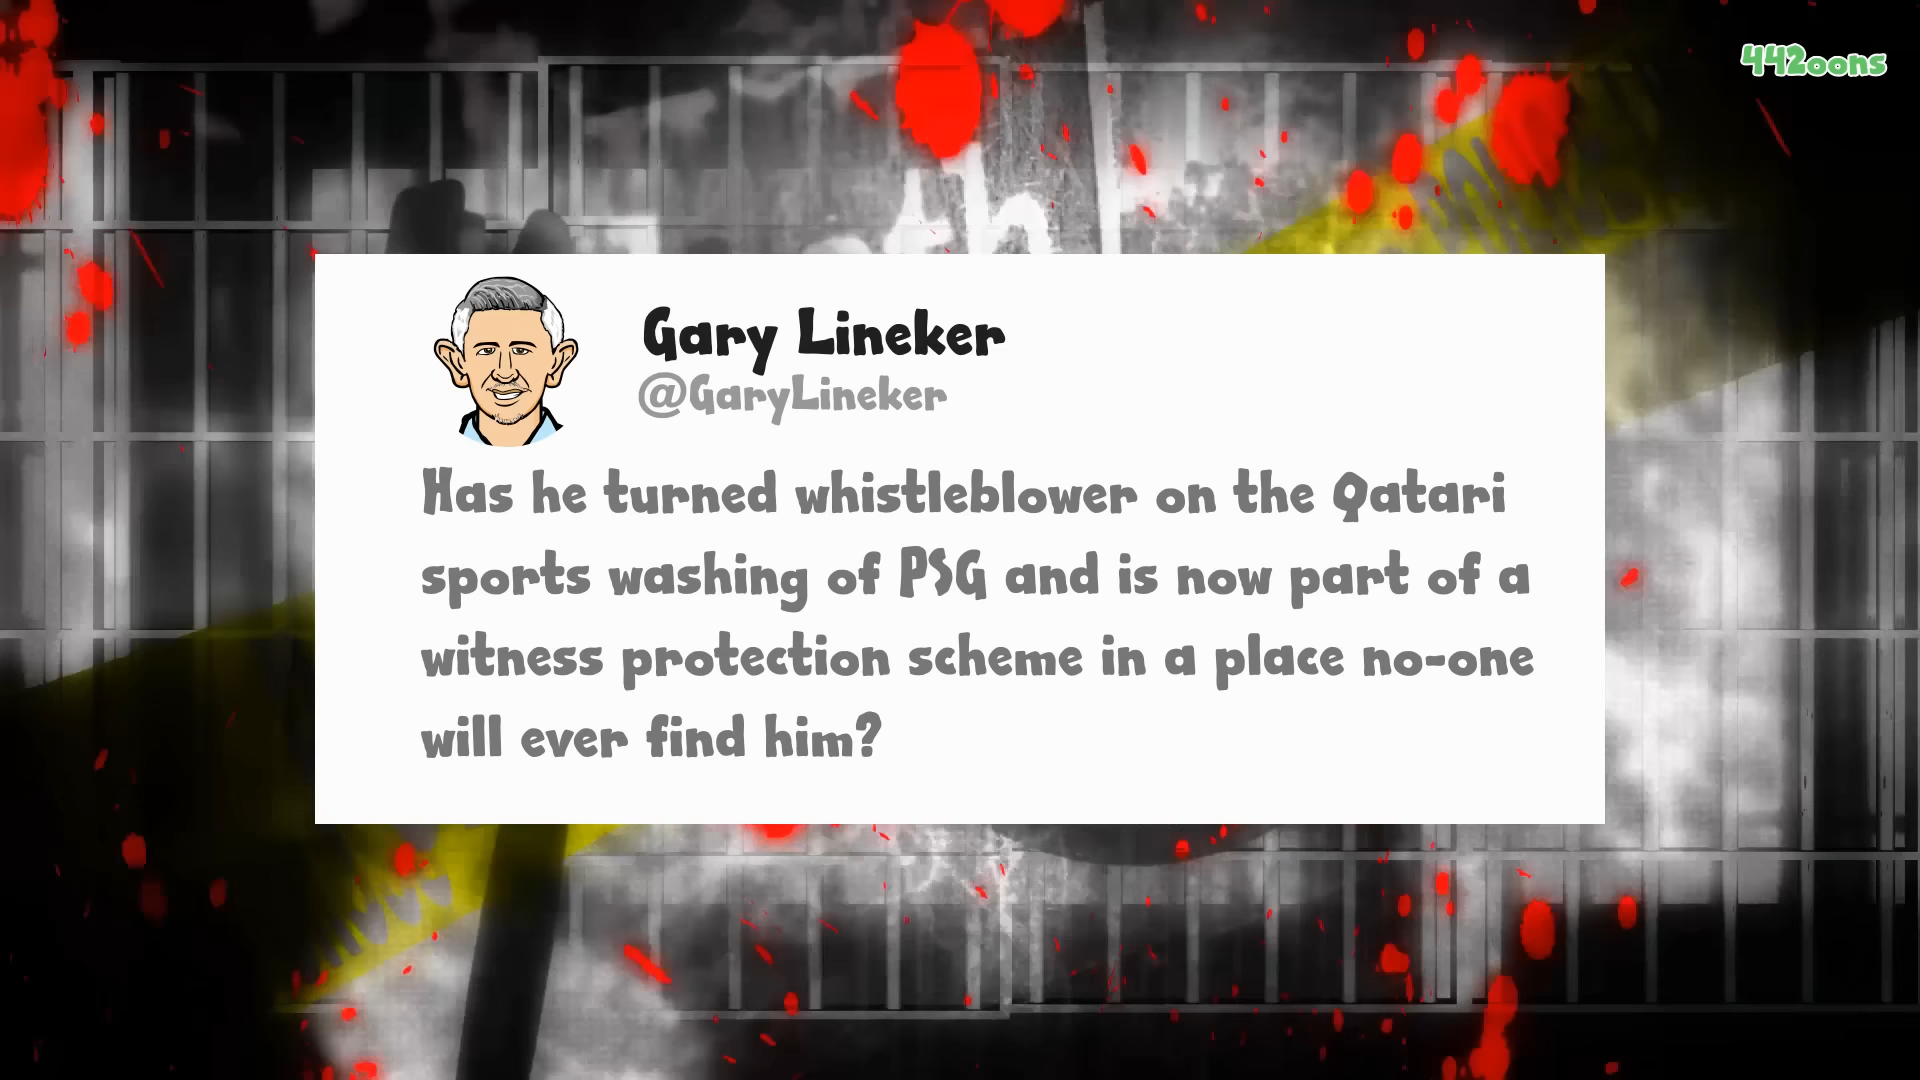 442oons
th
Gary Lineker
@GaryLineker
Has he turned whistleblower on the Qatari
sports washing of PSG and is now part of a
witness protection scheme in a place no-one
will ever find him?